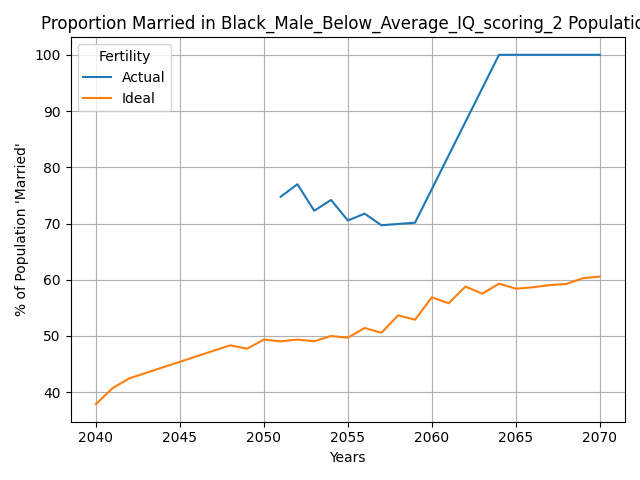 Proportion Married in Black_Male_Below_Average_IQ_scoring_2 Populatio
Fertility
Actual
Ideal
100
90
80
70
60
50
40
% of Population 'Married'
2040 2045 2050 2055 2060 2065 2070
Years